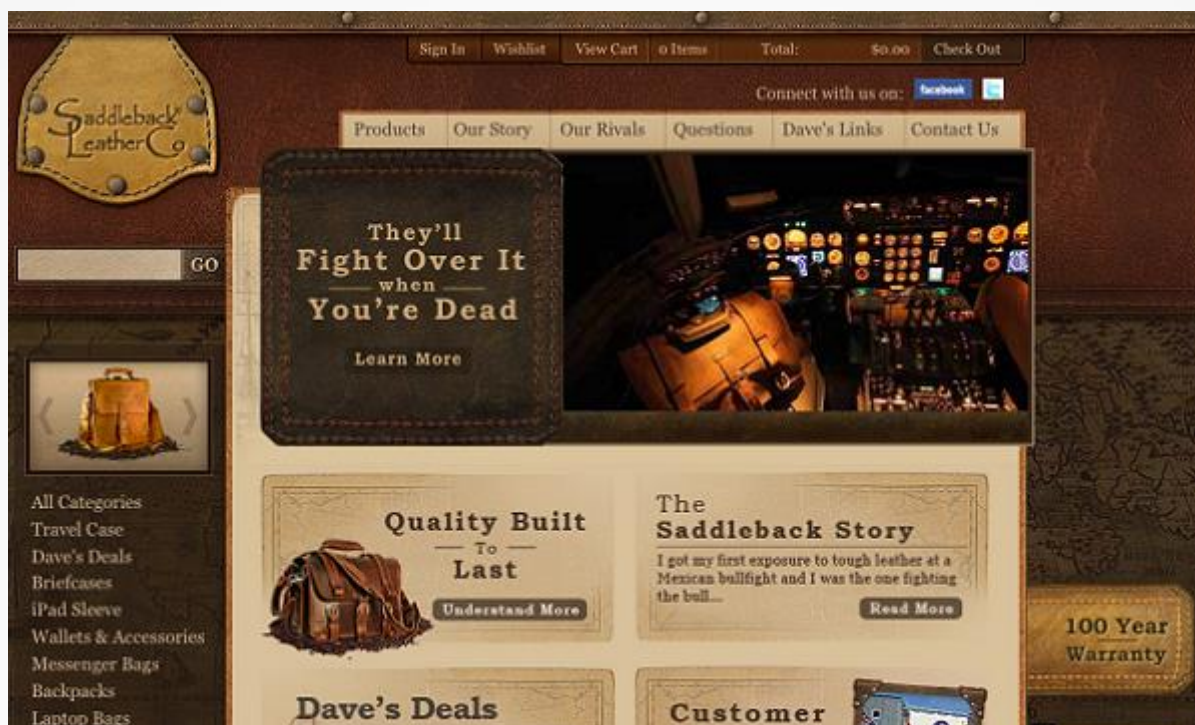 Sign In Wishlist View Cart 0 Items Total: $0.00 Check Out
Saddleback
Leather Co
Connect with us on: facebook
Products Our Story Our Rivals Questions Dave's Links Contact Us
GO
They'll
Fight Over It
when
You're Dead
Learn More
All Categories
Travel Case
Dave's Deals
Briefcases
iPad Sleeve
Wallets & Accessories
Messenger Bags
Backpacks
Laptop Bags
Quality Built
To
Last
Understand More
The
Saddleback Story
I got my first exposure to tough leather at a
Mexican bullfight and I was the one fighting
the bull...
Read More
100 Year
Warranty
Dave's Deals
Customer